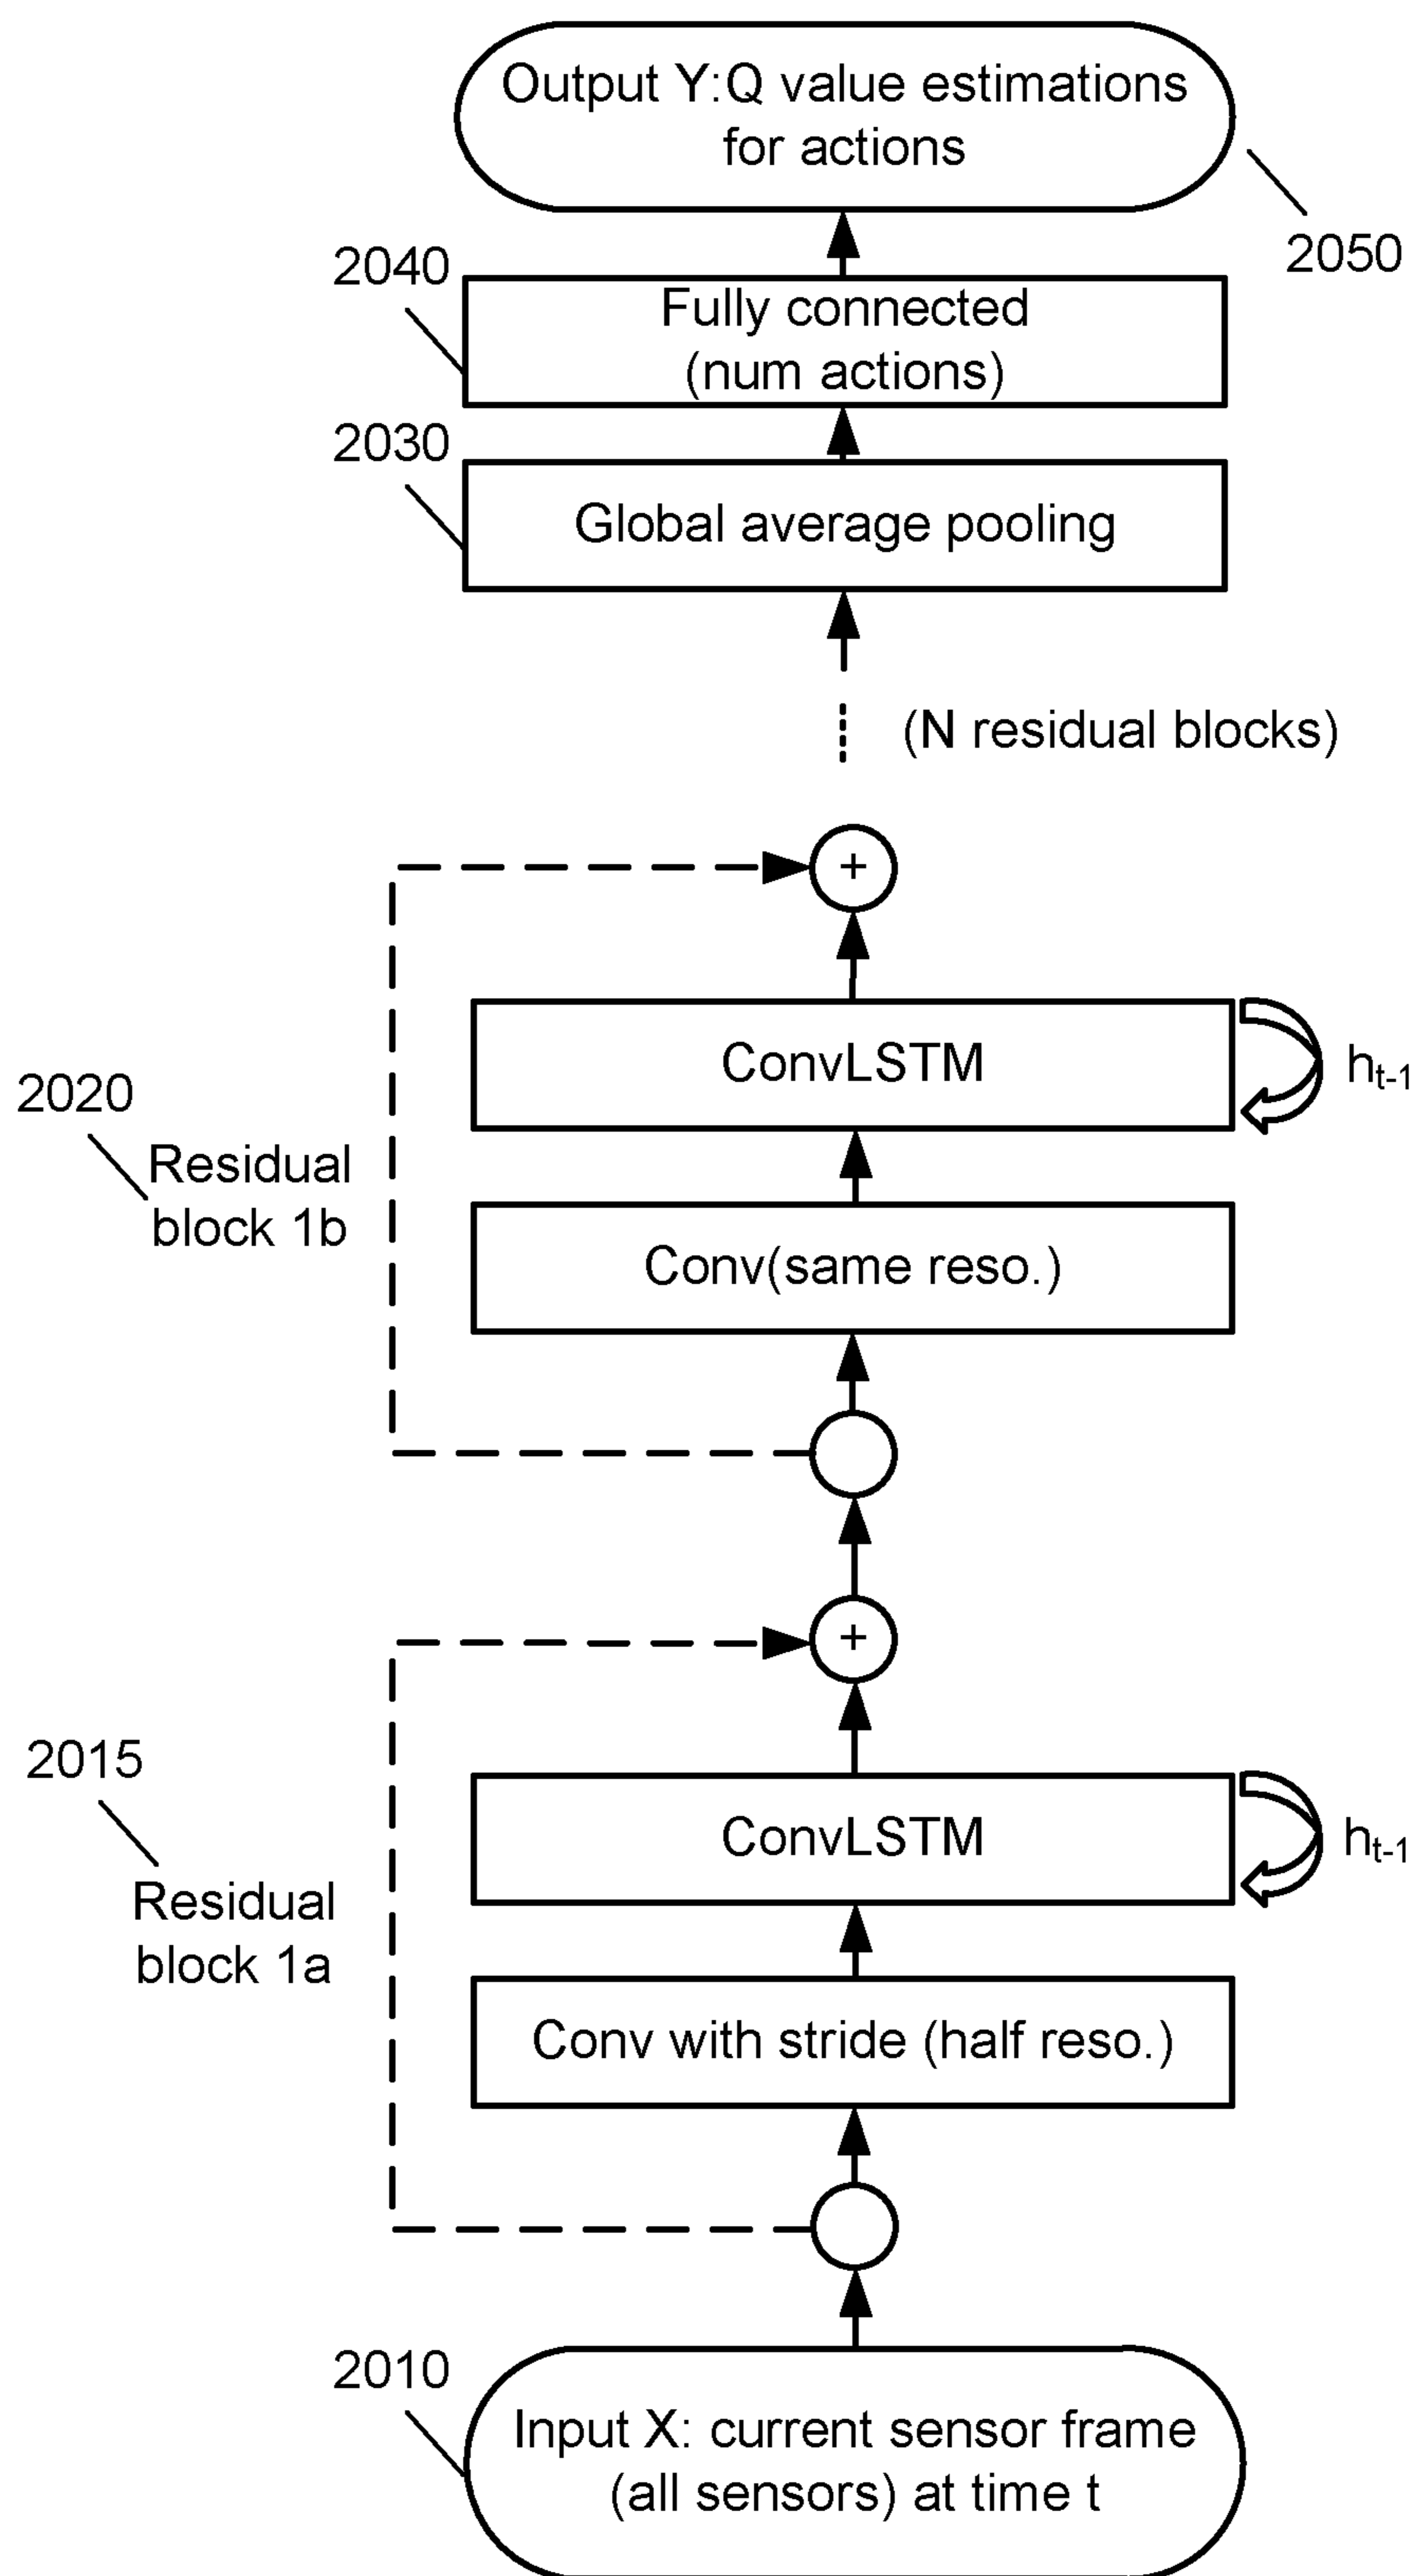 Output Y:Q value estimations
for actions
2050
2040
Fully connected
(num actions)
2030
Global average pooling
(N residual blocks)
+
ConvLSTM
h_{t-1}
2020
Residual
block 1b
Conv(same reso.)
+
2015
ConvLSTM
h_{t-1}
Residual
block 1a
Conv with stride (half reso.)
2010
Input X: current sensor frame
(all sensors) at time t